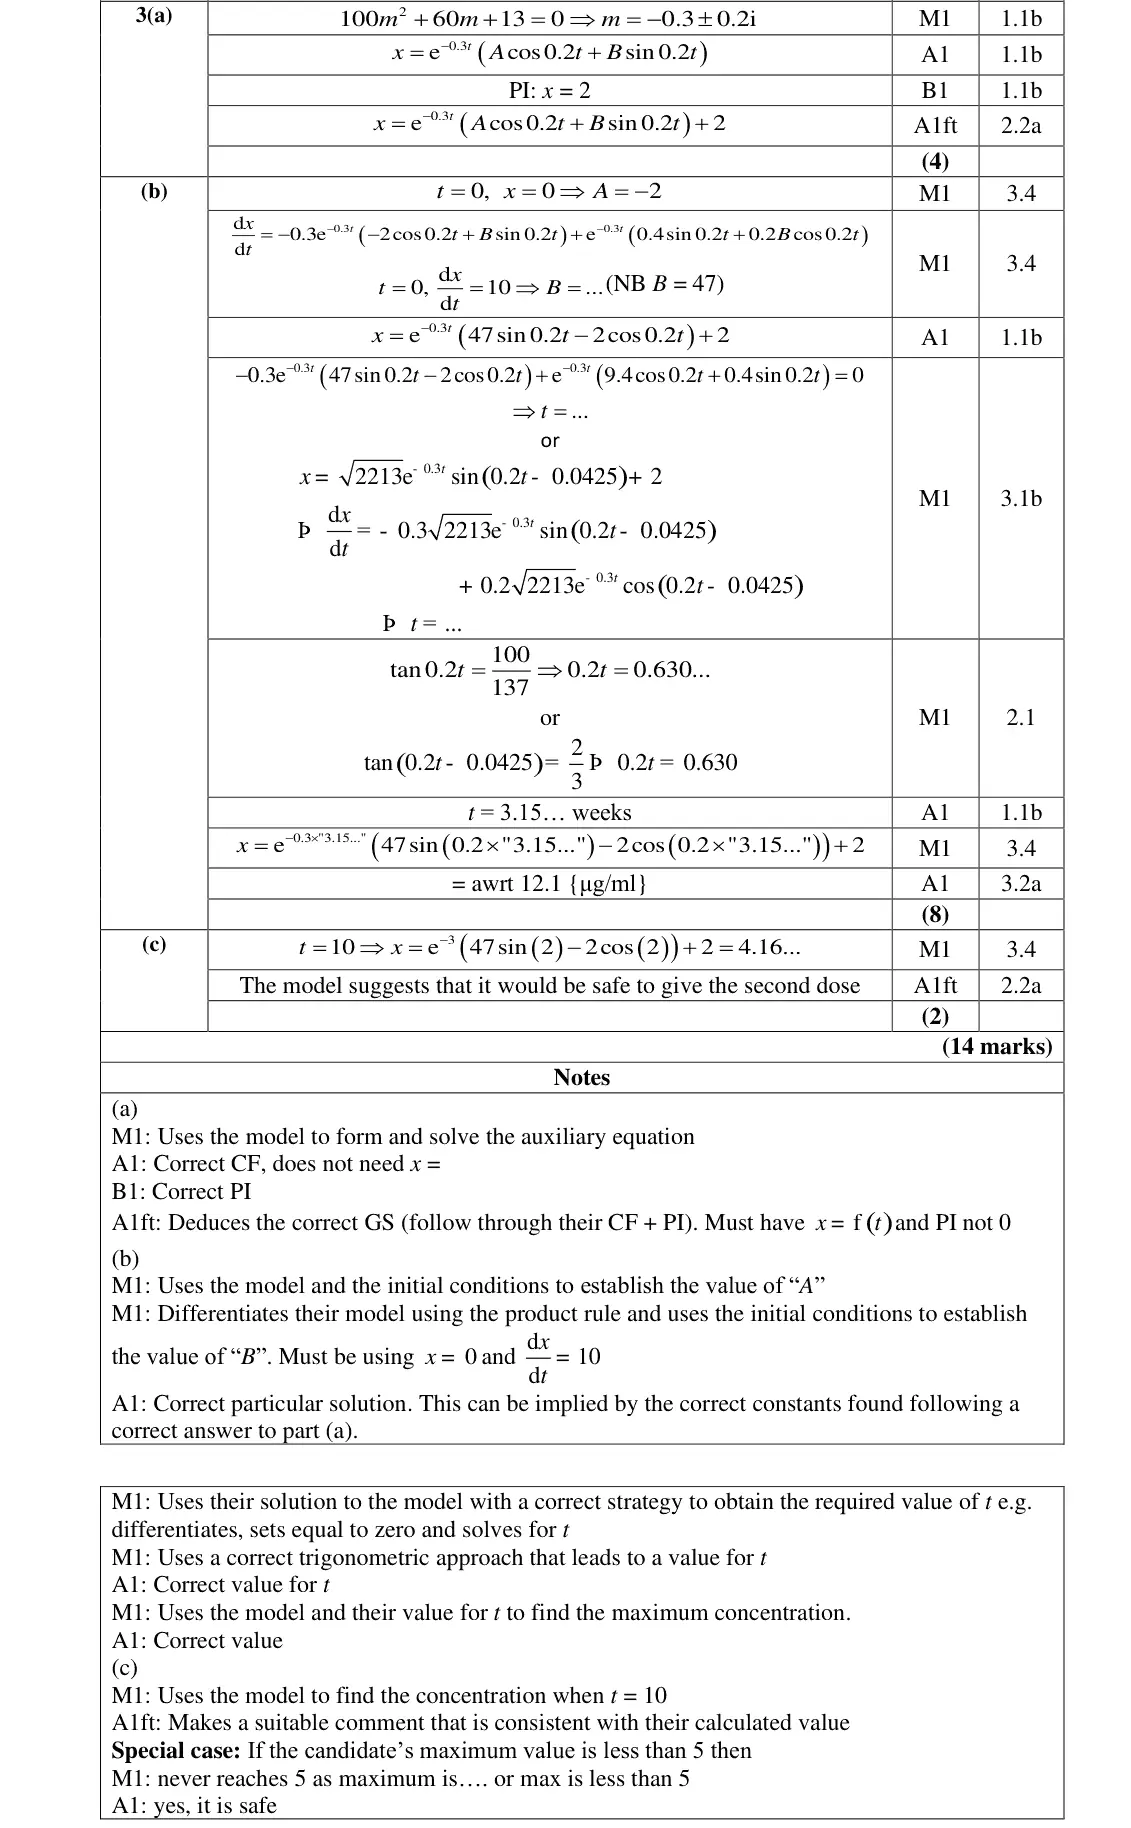 3(a) 100m² + 60m + 13 = 0 ⇒ m = −0.3 ± 0.2i M1 1.1b
x = e^{−0.3t} (A cos 0.2t + B sin 0.2t) A1 1.1b
PI: x = 2 B1 1.1b
x = e^{−0.3t} (A cos 0.2t + B sin 0.2t) + 2 A1ft 2.2a
(4)
(b) t = 0, x = 0 ⇒ A = −2 M1 3.4
dx/dt = −0.3e^{−0.3t} (−2cos 0.2t + B sin 0.2t) + e^{−0.3t} (0.4sin 0.2t + 0.2B cos 0.2t)
t = 0, dx/dt = 10 ⇒ B = ... (NB B = 47) M1 3.4
x = e^{−0.3t} (47 sin 0.2t − 2cos 0.2t) + 2 A1 1.1b
−0.3e^{−0.3t} (47 sin 0.2t − 2cos 0.2t) + e^{−0.3t} (9.4cos 0.2t + 0.4sin 0.2t) = 0
⇒ t = ...
or
x = √2213e^{- 0.3t} sin(0.2t - 0.0425)+ 2
Þ dx/dt = - 0.3√2213e^{- 0.3t} sin(0.2t - 0.0425) M1 3.1b
+ 0.2√2213e^{- 0.3t} cos(0.2t - 0.0425)
Þ t = ...
tan 0.2t = 100/137 ⇒ 0.2t = 0.630...
or M1 2.1
tan(0.2t - 0.0425)= 2/3 Þ 0.2t = 0.630
t = 3.15… weeks A1 1.1b
x = e^{−0.3×"3.15..."} (47 sin(0.2×"3.15...") − 2cos(0.2×"3.15...")) + 2 M1 3.4
= awrt 12.1 {μg/ml} A1 3.2a
(8)
(c) t = 10 ⇒ x = e^{−3} (47 sin(2) − 2cos(2)) + 2 = 4.16... M1 3.4
The model suggests that it would be safe to give the second dose A1ft 2.2a
(2)
(14 marks)
Notes
(a)
M1: Uses the model to form and solve the auxiliary equation
A1: Correct CF, does not need x =
B1: Correct PI
A1ft: Deduces the correct GS (follow through their CF + PI). Must have x = f (t) and PI not 0
(b)
M1: Uses the model and the initial conditions to establish the value of “A”
M1: Differentiates their model using the product rule and uses the initial conditions to establish
the value of “B”. Must be using x = 0 and dx/dt = 10
A1: Correct particular solution. This can be implied by the correct constants found following a
correct answer to part (a).
M1: Uses their solution to the model with a correct strategy to obtain the required value of t e.g.
differentiates, sets equal to zero and solves for t
M1: Uses a correct trigonometric approach that leads to a value for t
A1: Correct value for t
M1: Uses the model and their value for t to find the maximum concentration.
A1: Correct value
(c)
M1: Uses the model to find the concentration when t = 10
A1ft: Makes a suitable comment that is consistent with their calculated value
Special case: If the candidate’s maximum value is less than 5 then
M1: never reaches 5 as maximum is…. or max is less than 5
A1: yes, it is safe